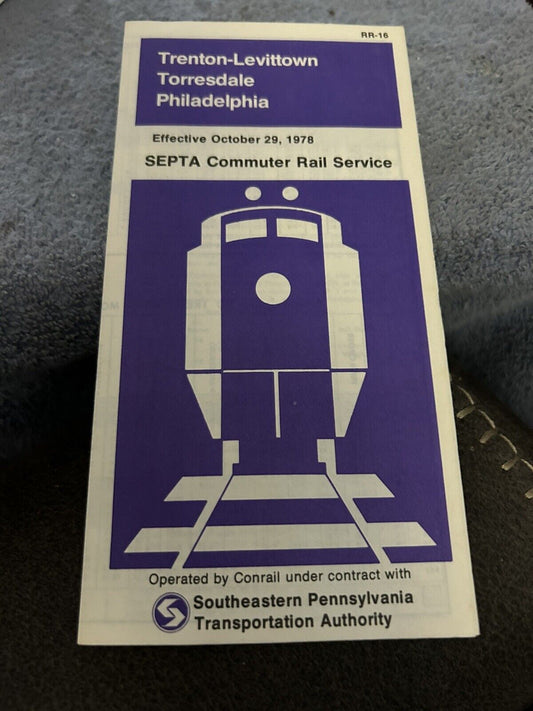 RR-16
Trenton-Levittown
Torresdale
Philadelphia
Effective October 29, 1978
SEPTA Commuter Rail Service
Operated by Conrail under contract with
Southeastern Pennsylvania
Transportation Authority